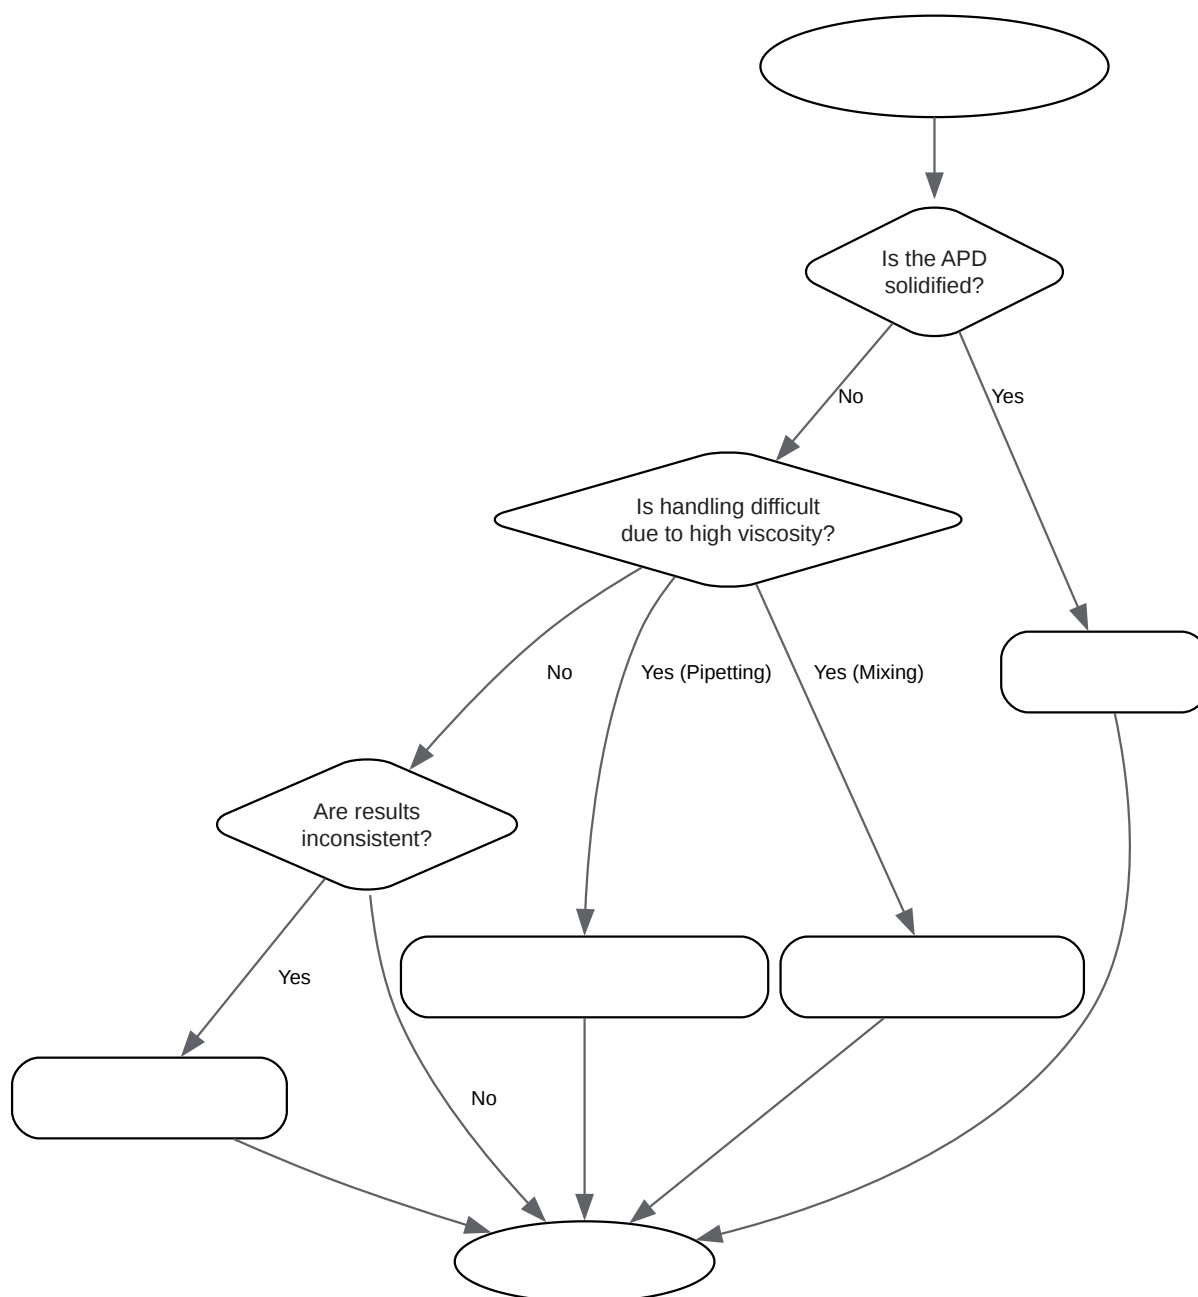 Is the APD
solidified?
No
Yes
Is handling difficult
due to high viscosity?
No
Yes (Pipetting)
Yes (Mixing)
Are results
inconsistent?
Yes
No